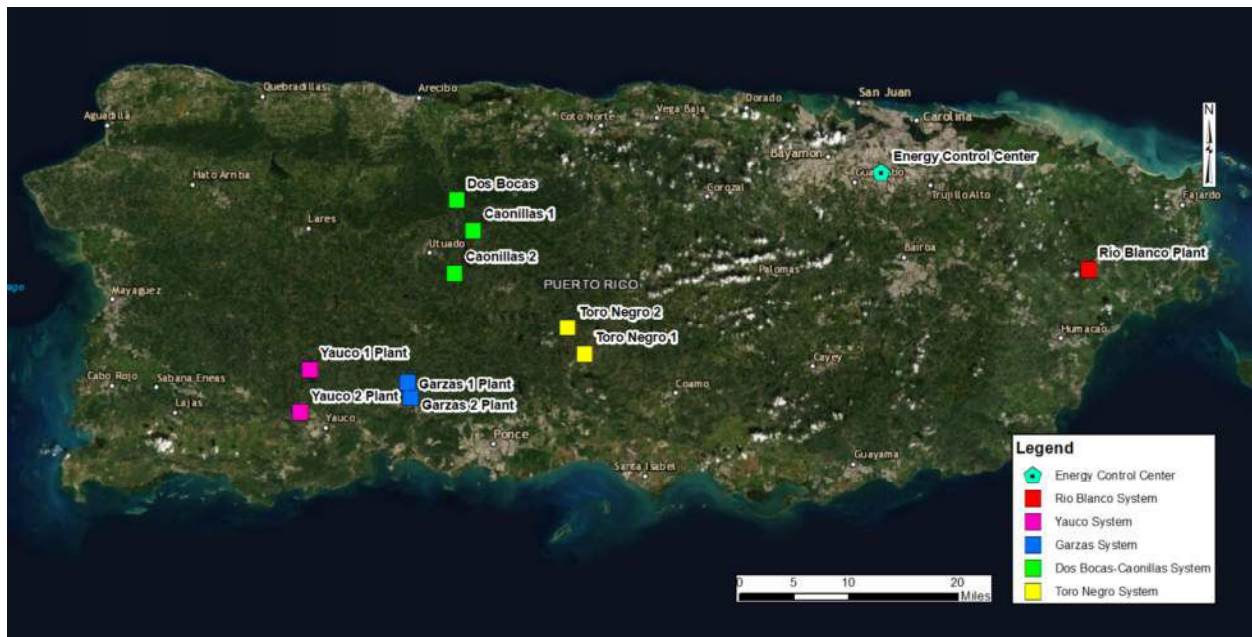 Quebradillas
Arecibo
Dorado
San Juan
Aguadilla
Coto Norte
Vega Baja
Carolina
Bayamon
Energy Control Center
Hato Arriba
Dos Bocas
Corozal
Trujillo Alto
Fajardo
Caonillas 1
Lares
Utuado
Bairoa
Caonillas 2
Rio Blanco Plant
Palomas
PUERTO RICO
Mayaguez
Toro Negro 2
Humacao
Toro Negro 1
Yauco 1 Plant
Cayey
Cabo Rojo
Sabana Eneas
Garzas 1 Plant
Coamo
Yauco 2 Plant
Garzas 2 Plant
Lajas
Yauco
Ponce
Santa Isabel
Guayama
N
Legend
Energy Control Center
Rio Blanco System
Yauco System
Garzas System
Dos Bocas-Caonillas System
Toro Negro System
0 5 10 20
Miles